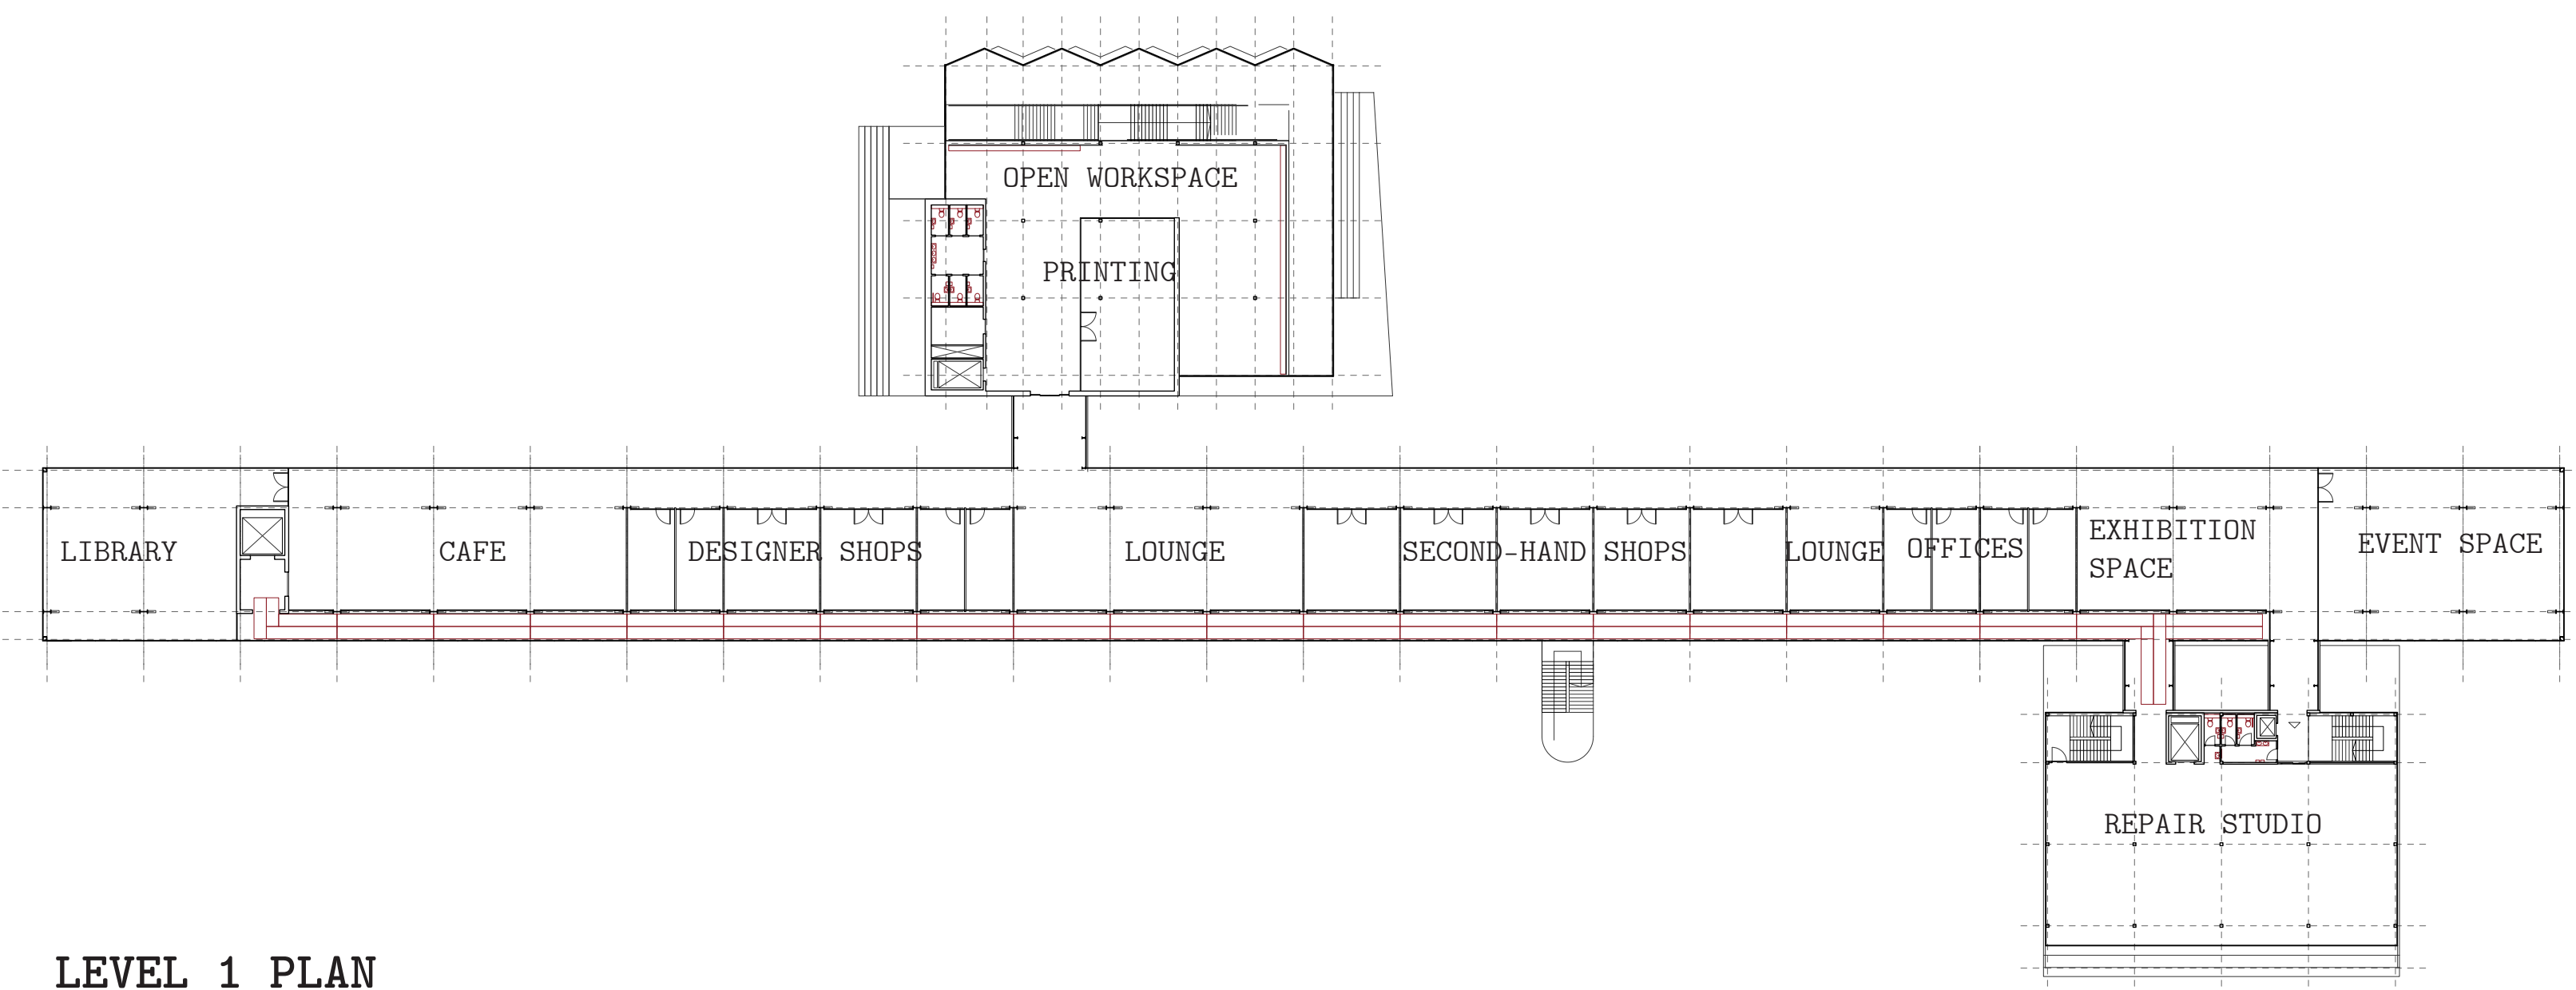 OPEN WORKSPACE
PRINTING
LIBRARY
CAFE
DESIGNER SHOPS
LOUNGE
SECOND-HAND SHOPS
LOUNGE
OFFICES
EXHIBITION
SPACE
EVENT SPACE
REPAIR STUDIO
LEVEL 1 PLAN